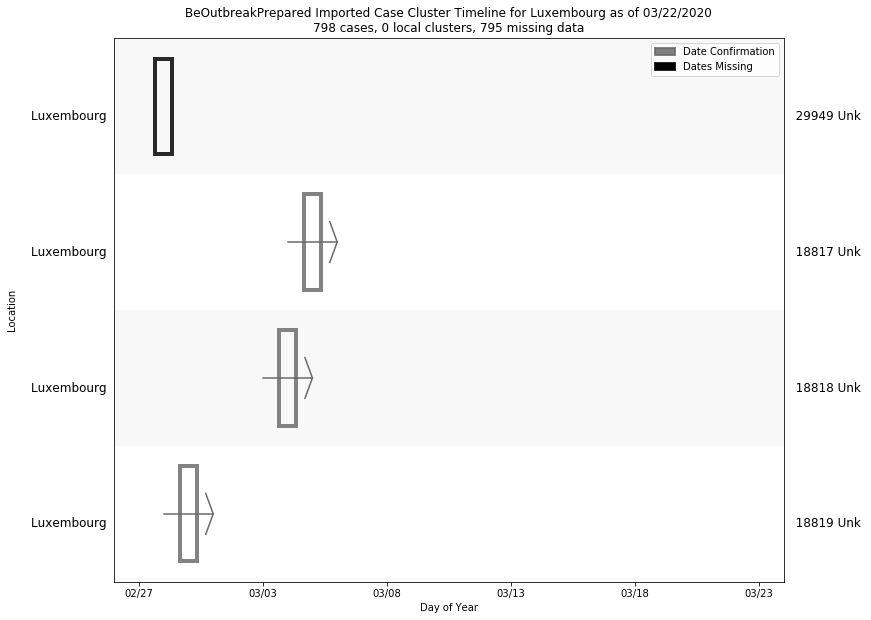 BeOutbreakPrepared Imported Case Cluster Timeline for Luxembourg as of 03/22/2020
798 cases, 0 local clusters, 795 missing data
Date Confirmation
Dates Missing
Luxembourg
29949 Unk
Luxembourg
18817 Unk
Location
Luxembourg
18818 Unk
Luxembourg
18819 Unk
02/27 03/03 03/08 03/13 03/18 03/23
Day of Year